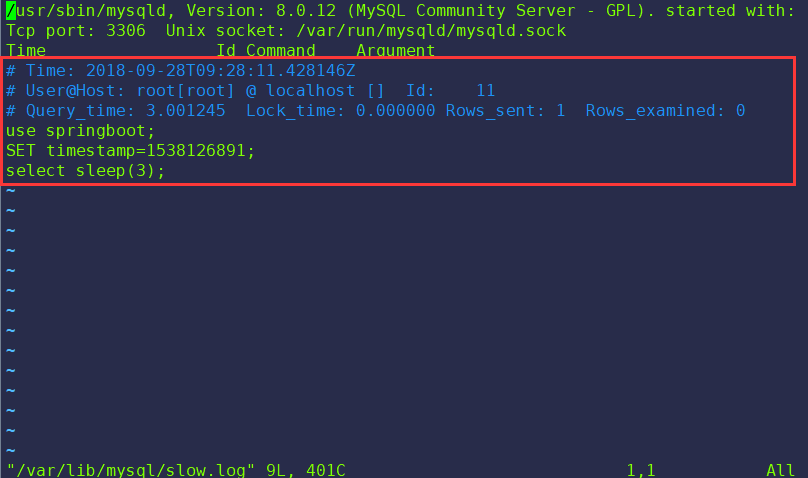 /usr/sbin/mysqld, Version: 8.0.12 (MySQL Community Server - GPL). started with:
Tcp port: 3306  Unix socket: /var/run/mysqld/mysqld.sock
Time                 Id Command    Argument
# Time: 2018-09-28T09:28:11.428146Z
# User@Host: root[root] @ localhost []  Id:    11
# Query_time: 3.001245  Lock_time: 0.000000 Rows_sent: 1  Rows_examined: 0
use springboot;
SET timestamp=1538126891;
select sleep(3);
~
~
~
~
~
~
~
~
~
~
~
~
~
~
"/var/lib/mysql/slow.log" 9L, 401C                            1,1           All